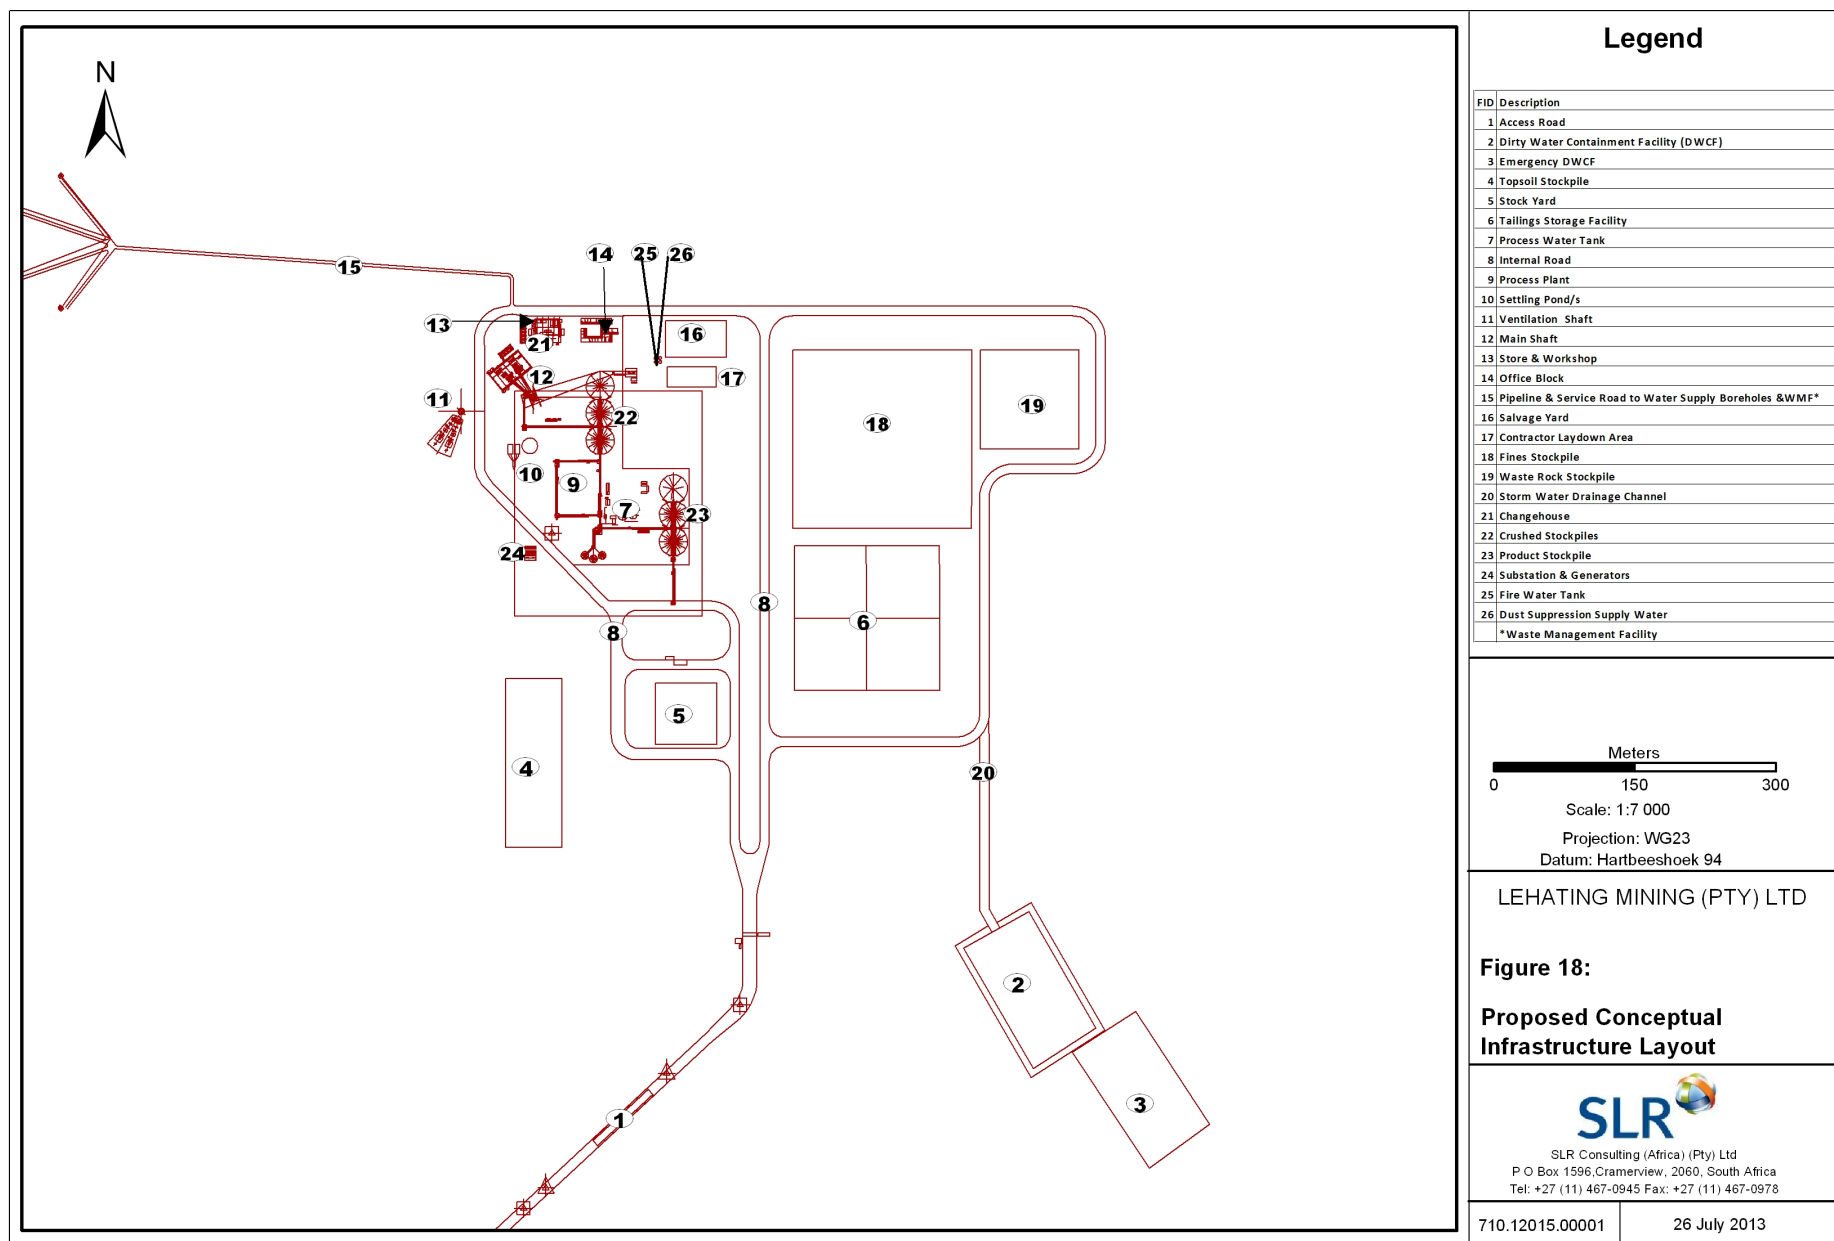 N
15
14
25
26
13
21
16
12
17
11
22
19
18
10
9
7
23
24
8
8
6
5
4
20
2
3
1
Legend
FID Description
1 Access Road
2 Dirty Water Containment Facility (DWCF)
3 Emergency DWCF
4 Topsoil Stockpile
5 Stock Yard
6 Tailings Storage Facility
7 Process Water Tank
8 Internal Road
9 Process Plant
10 Settling Pond/s
11 Ventilation Shaft
12 Main Shaft
13 Store & Workshop
14 Office Block
15 Pipeline & Service Road to Water Supply Boreholes &WMF*
16 Salvage Yard
17 Contractor Laydown Area
18 Fines Stockpile
19 Waste Rock Stockpile
20 Storm Water Drainage Channel
21 Changehouse
22 Crushed Stockpiles
23 Product Stockpile
24 Substation & Generators
25 Fire Water Tank
26 Dust Suppression Supply Water
*Waste Management Facility
Meters
0 150 300
Scale: 1:7 000
Projection: WG23
Datum: Hartbeeshoek 94
LEHATING MINING (PTY) LTD
Figure 18:
Proposed Conceptual
Infrastructure Layout
SLR
SLR Consulting (Africa) (Pty) Ltd
P O Box 1596,Cramerview, 2060, South Africa
Tel: +27 (11) 467-0945 Fax: +27 (11) 467-0978
710.12015.00001 26 July 2013